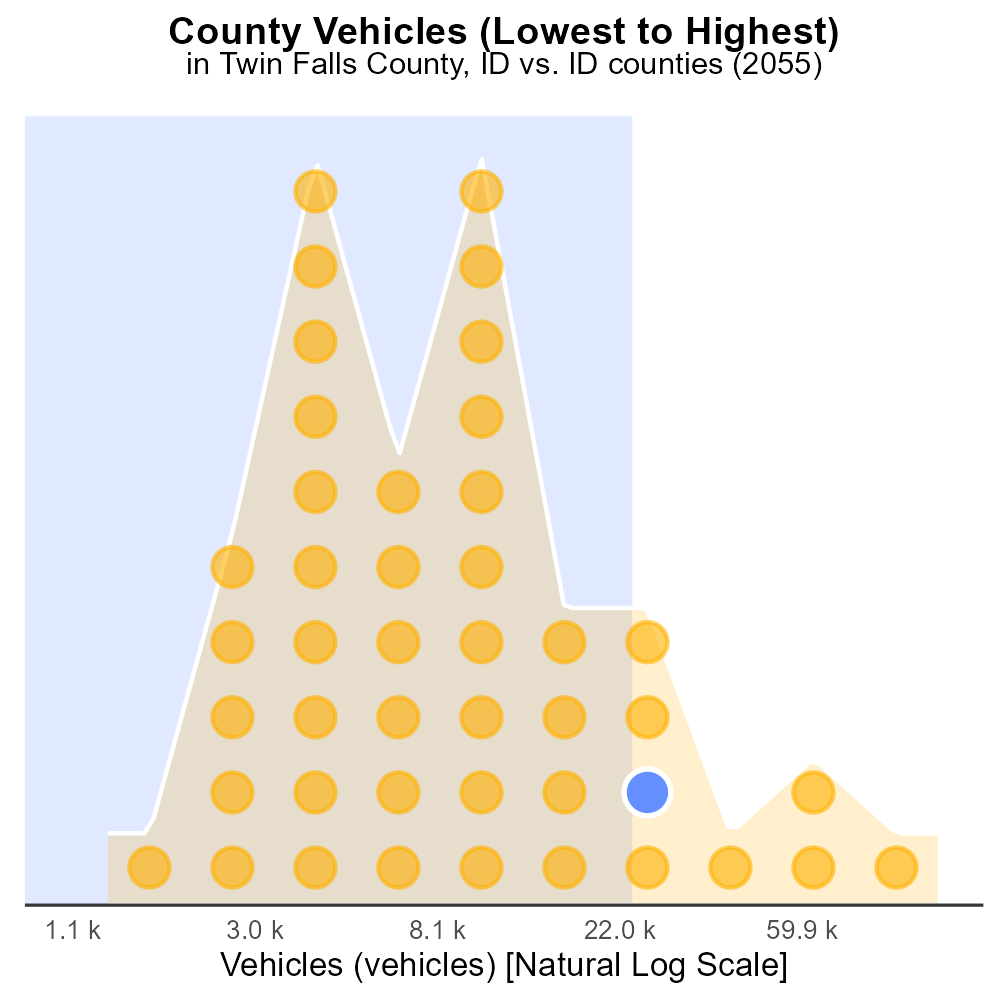 County Vehicles (Lowest to Highest)
in Twin Falls County, ID vs. ID counties (2055)
1.1 k 3.0 k 8.1 k 22.0 k 59.9 k
Vehicles (vehicles) [Natural Log Scale]